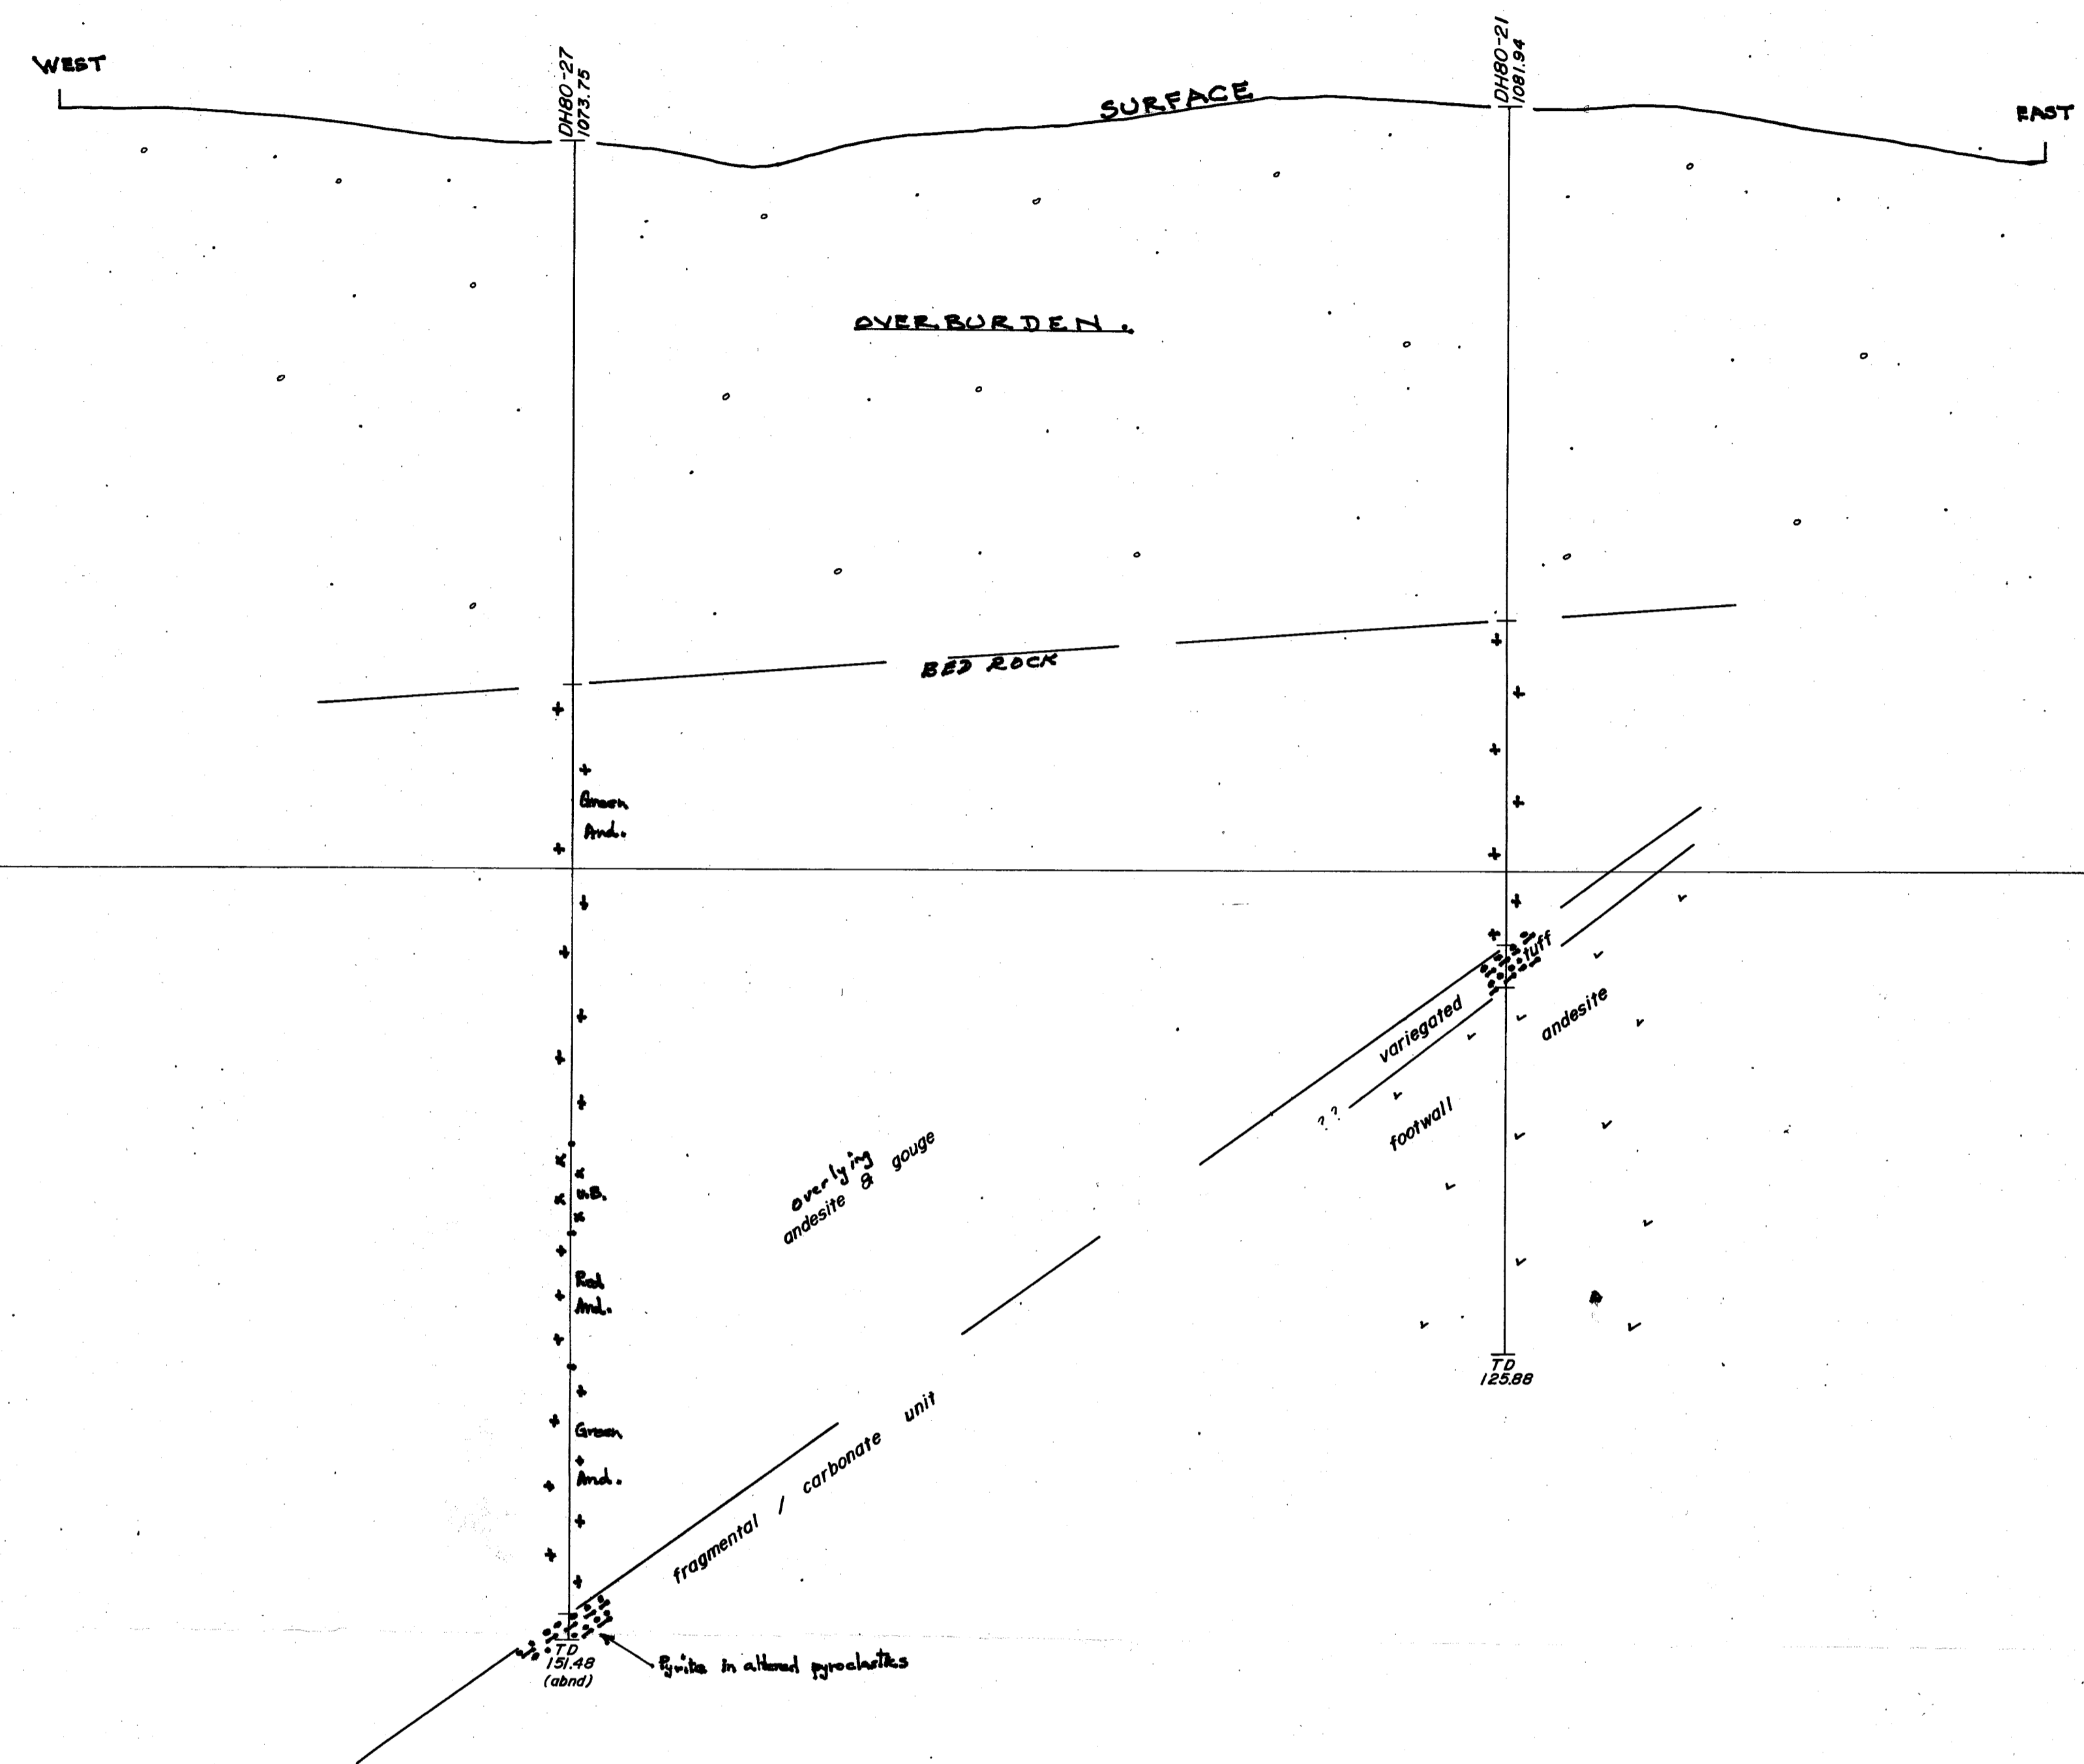 WEST
DH80-27
1073.75
SURFACE
DH80-21
1081.94
EAST
OVERBURDEN.
BED ROCK
Green
And.
tuff
variegated
andesite
??
footwall
overlying
andesite & gouge
U.B.
Red
And.
TD
125.88
Green
And.
fragmental / carbonate unit
TD
151.48
(abnd)
Pyrite in altered pyroclastics